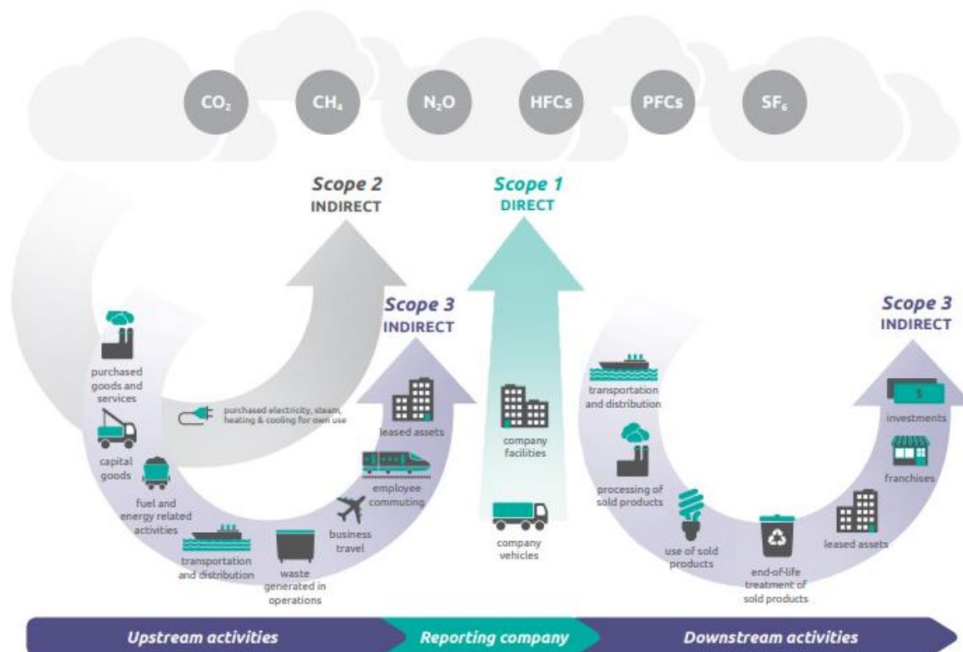 CO₂
CH₄
N₂O
HFCs
PFCs
SF₆
Scope 2
INDIRECT
Scope 1
DIRECT
Scope 3
INDIRECT
Scope 3
INDIRECT
purchased
goods and
services
capital
goods
fuel and
energy related
activities
transportation
and distribution
waste
generated in
operations
business
travel
employee
commuting
leased assets
purchased electricity, steam,
heating & cooling for own use
company
facilities
company
vehicles
transportation
and distribution
processing of
sold products
use of sold
products
end-of-life
treatment of
sold products
leased assets
franchises
$
investments
Upstream activities
Reporting company
Downstream activities